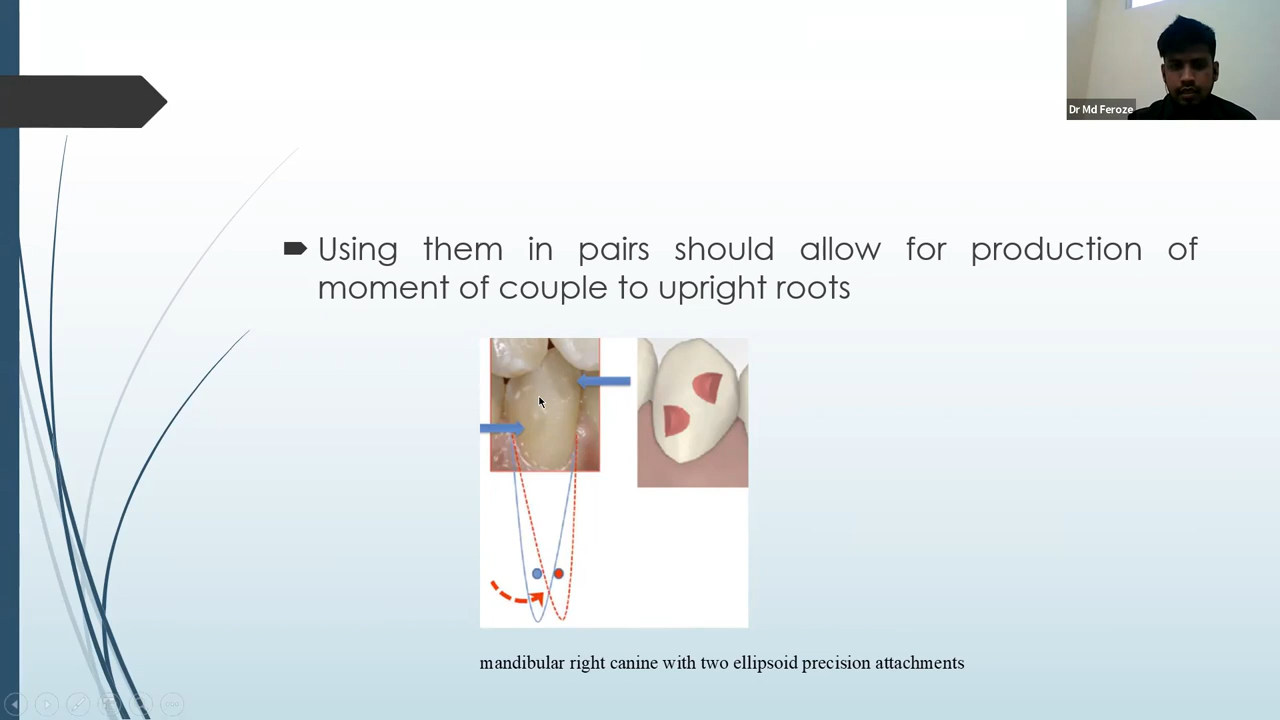 Dr Md Feroze
Using them in pairs should allow for production of
moment of couple to upright roots
mandibular right canine with two ellipsoid precision attachments